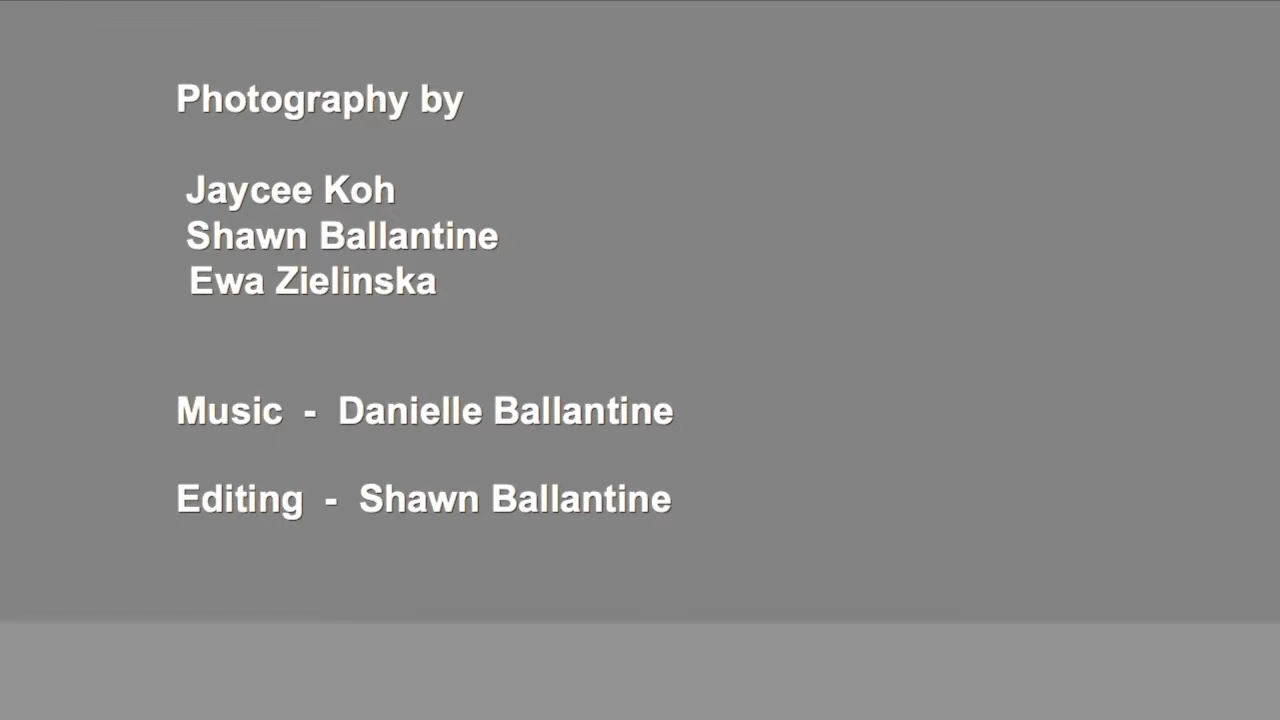 Photography by
Jaycee Koh
Shawn Ballantine
Ewa Zielinska
Music - Danielle Ballantine
Editing - Shawn Ballantine